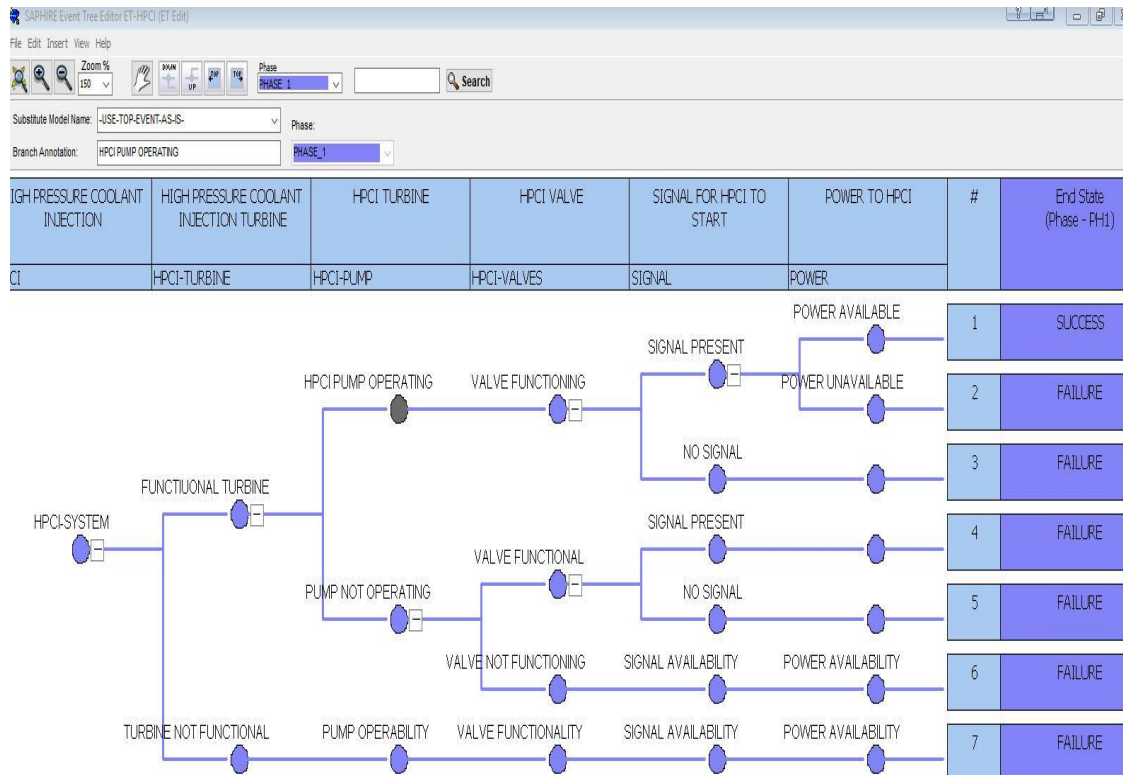 SAPHIRE Event Tree Editor ET-HPCI (ET Edit)
File Edit Insert View Help
Zoom %
150
DOWN
UP
TOP
TOP
Phase
PHASE_1
Search
Substitute Model Name: -USE-TOP-EVENT-AS-IS-
Phase:
Branch Annotation: HPCI PUMP OPERATING
PHASE_1
IGH PRESSURE COOLANT INJECTION
HIGH PRESSURE COOLANT INJECTION TURBINE
HPCI TURBINE
HPCI VALVE
SIGNAL FOR HPCI TO START
POWER TO HPCI
#
End State
(Phase - PH1)
CI
HPCI-TURBINE
HPCI-PUMP
HPCI-VALVES
SIGNAL
POWER
POWER AVAILABLE
1 SUCCESS
SIGNAL PRESENT
HPCI PUMP OPERATING
VALVE FUNCTIONING
POWER UNAVAILABLE
2 FAILURE
NO SIGNAL
3 FAILURE
FUNCTIUONAL TURBINE
HPCI-SYSTEM
SIGNAL PRESENT
4 FAILURE
VALVE FUNCTIONAL
PUMP NOT OPERATING
NO SIGNAL
5 FAILURE
VALVE NOT FUNCTIONING
SIGNAL AVAILABILITY
POWER AVAILABILITY
6 FAILURE
TURBINE NOT FUNCTIONAL
PUMP OPERABILITY
VALVE FUNCTIONALITY
SIGNAL AVAILABILITY
POWER AVAILABILITY
7 FAILURE